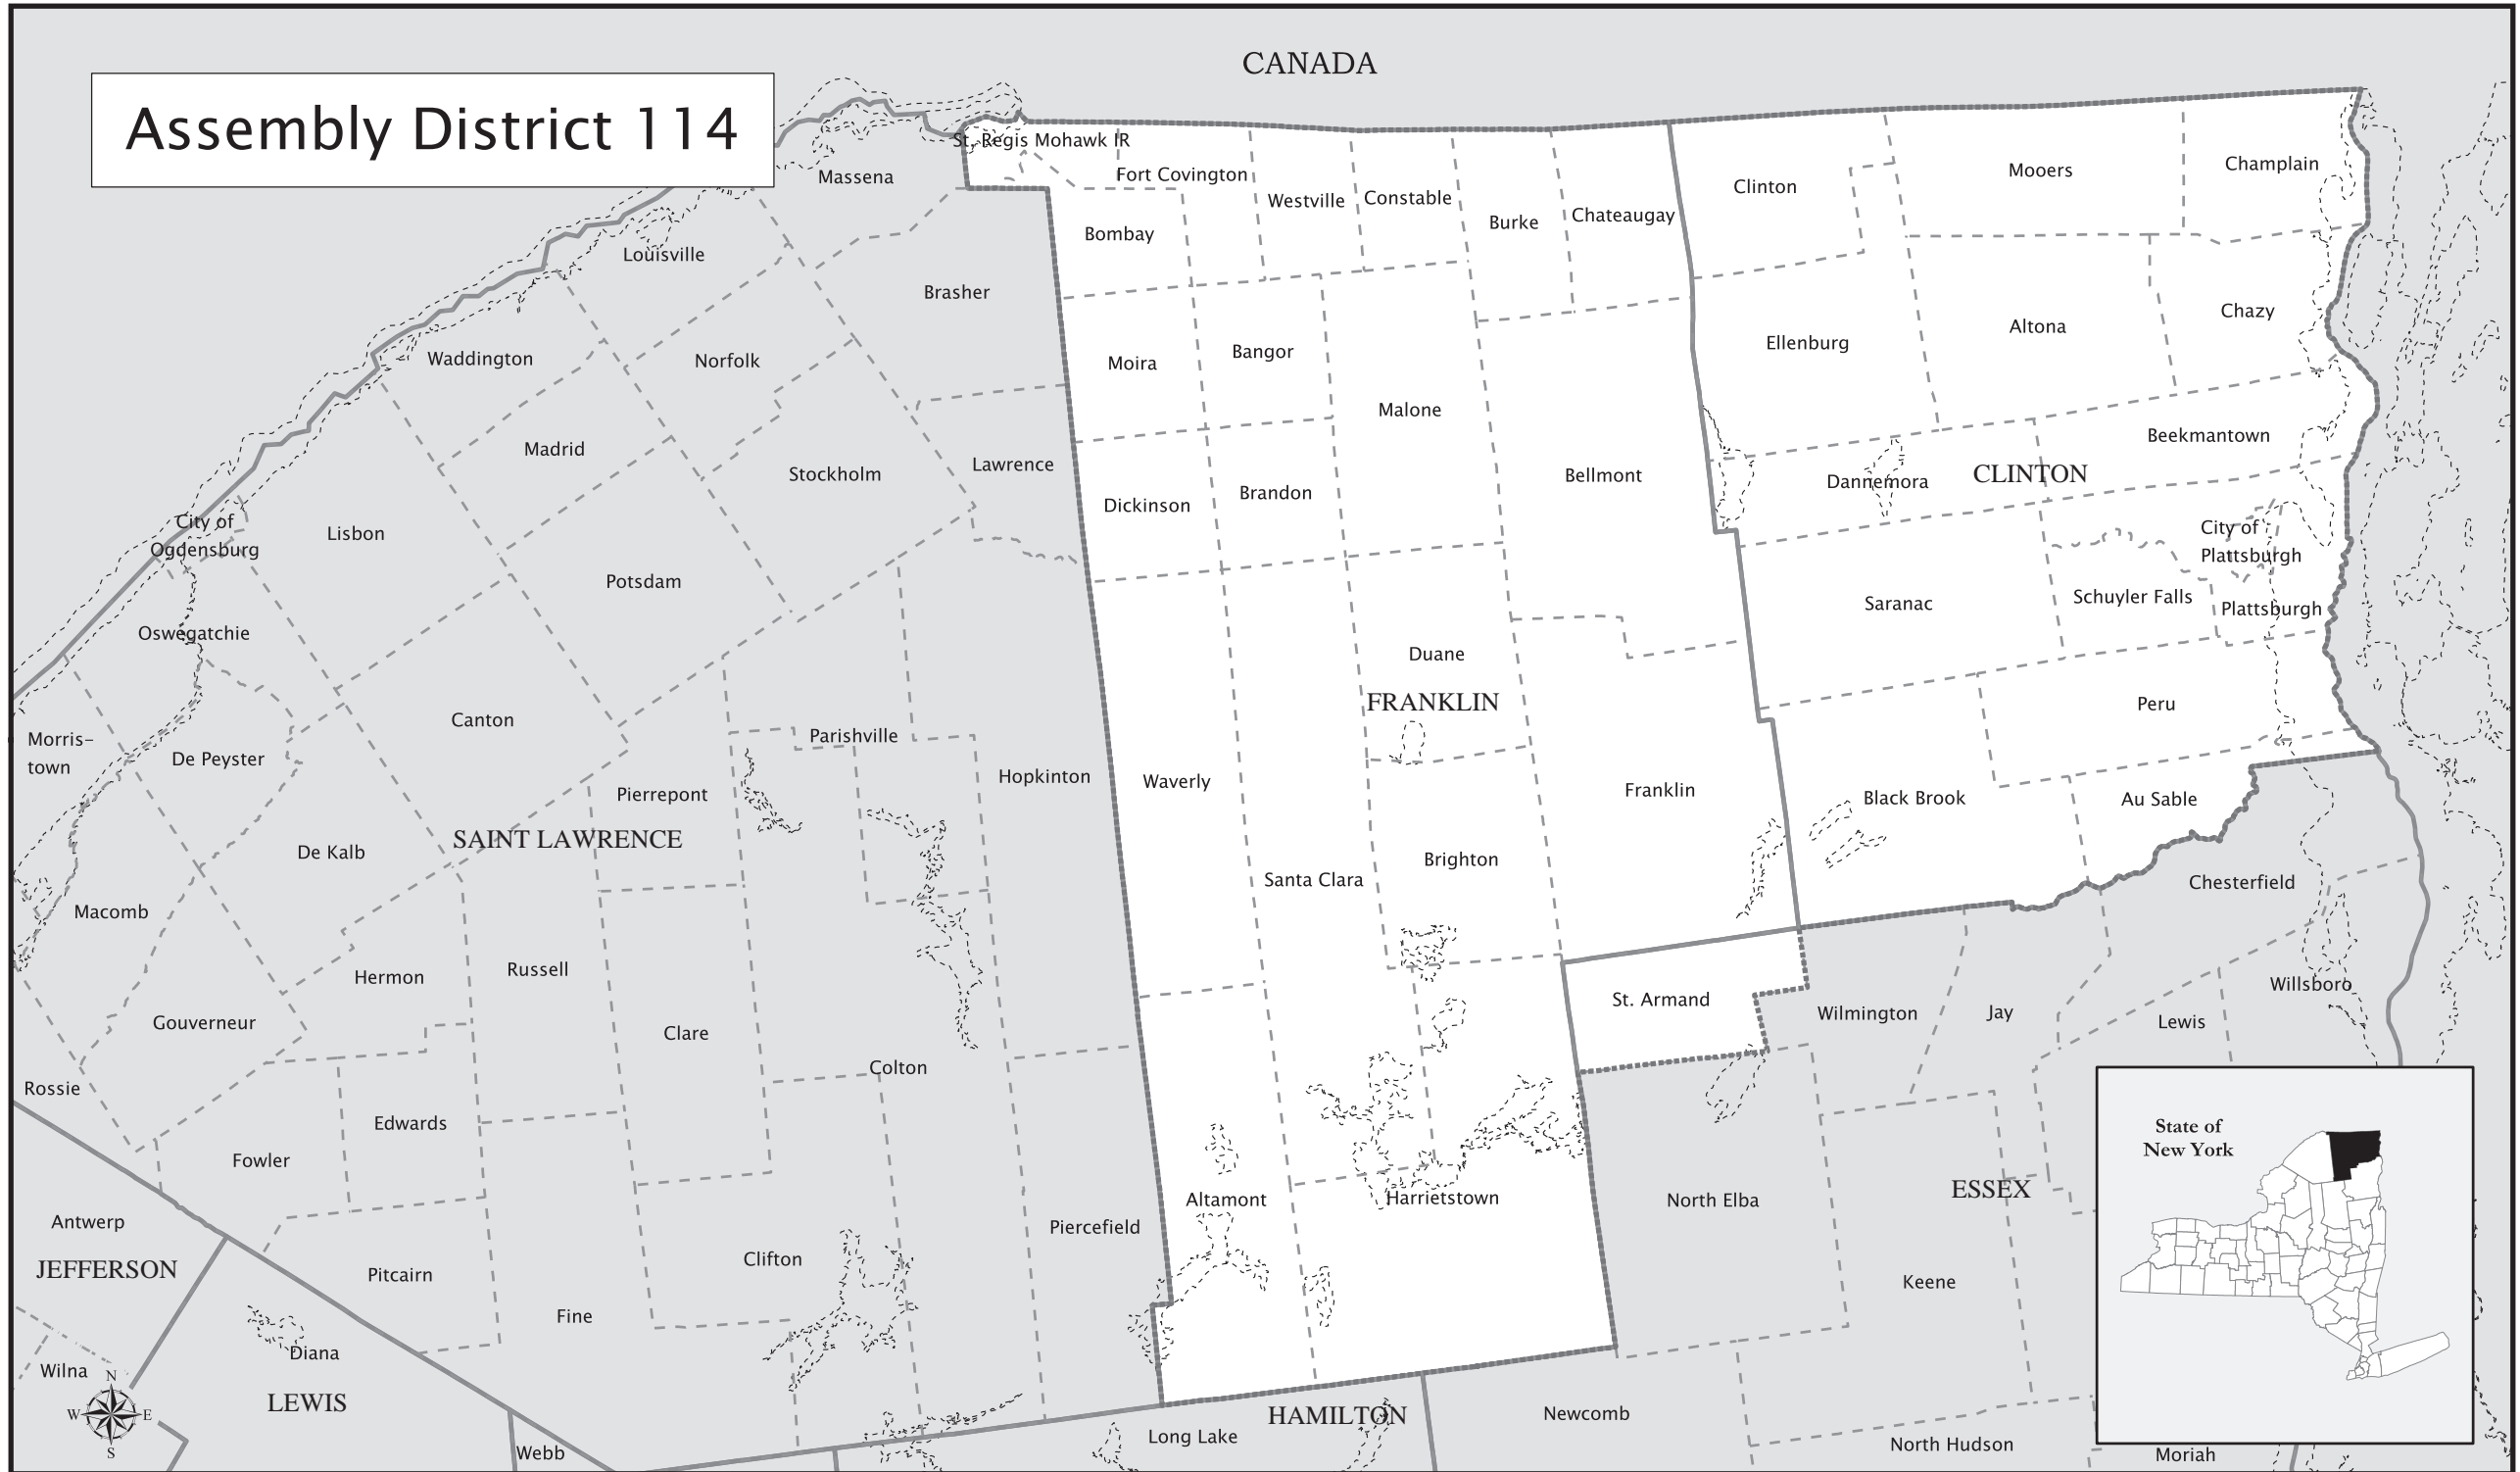 CANADA
Assembly District 114
St. Regis Mohawk IR
Massena
Fort Covington
Westville
Constable
Burke
Chateaugay
Clinton
Mooers
Champlain
Bombay
Louisville
Brasher
Waddington
Norfolk
Moira
Bangor
Malone
Ellenburg
Altona
Chazy
Madrid
Stockholm
Lawrence
Dickinson
Brandon
Bellmont
Dannemora
CLINTON
Beekmantown
City of
Ogdensburg
Lisbon
Potsdam
City of
Plattsburgh
Saranac
Schuyler Falls
Plattsburgh
Oswegatchie
Duane
FRANKLIN
Peru
Morris-
town
De Peyster
Canton
Parishville
Hopkinton
Waverly
Franklin
Black Brook
Au Sable
Pierrepont
SAINT LAWRENCE
De Kalb
Santa Clara
Brighton
Chesterfield
Macomb
Hermon
Russell
St. Armand
Wilmington
Jay
Willsboro
Lewis
Gouverneur
Clare
Colton
Rossie
Edwards
Fowler
State of
New York
Altamont
Harrietstown
North Elba
ESSEX
Antwerp
JEFFERSON
Piercefield
Clifton
Pitcairn
Keene
Fine
Diana
Wilna
LEWIS
N
W
E
S
Webb
HAMILTON
Long Lake
Newcomb
North Hudson
Moriah